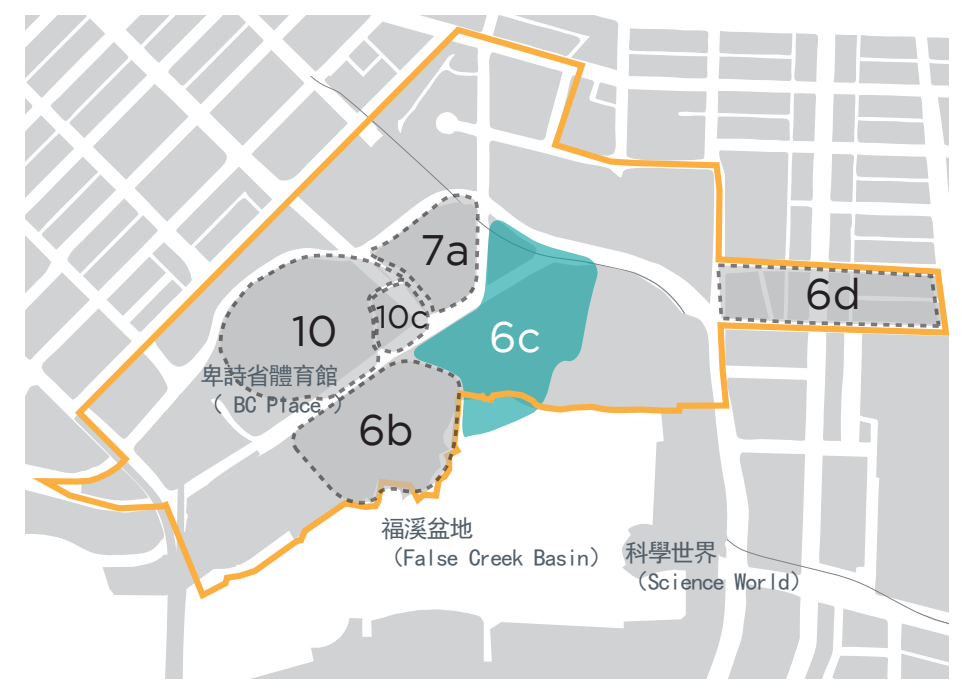 7a
6d
10c
10
6c
卑詩省體育館
（ BC Place ）
6b
福溪盆地
（False Creek Basin）
科學世界
（Science World）